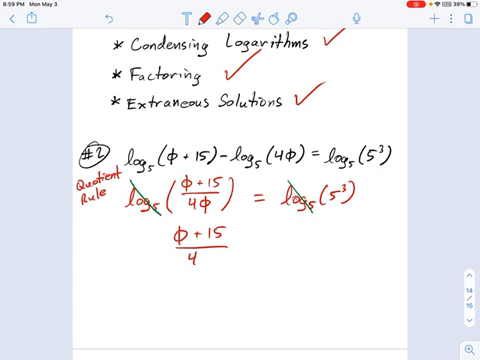 8:59 PM Mon May 3
39%
* Condensing Logarithms ✓
* Factoring ✓
* Extraneous Solutions ✓
#2 log₅(ϕ + 15) - log₅(4ϕ) = log₅(5³)
Quotient Rule log₅((ϕ + 15)/(4ϕ)) = log₅(5³)
(ϕ + 15)/4
14
15